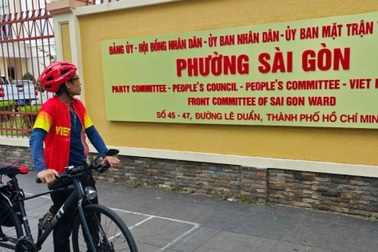 ĐẢNG ỦY - HỘI ĐỒNG NHÂN DÂN - ỦY BAN NHÂN DÂN - ỦY BAN MẶT TRẬN
PHƯỜNG SÀI GÒN
PARTY COMMITTEE - PEOPLE'S COUNCIL - PEOPLE'S COMMITTEE - VIET
FRONT COMMITTEE OF SAI GON WARD
SỐ 45 - 47, ĐƯỜNG LÊ DUẨN, THÀNH PHỐ HỒ CHÍ MIN
VIET